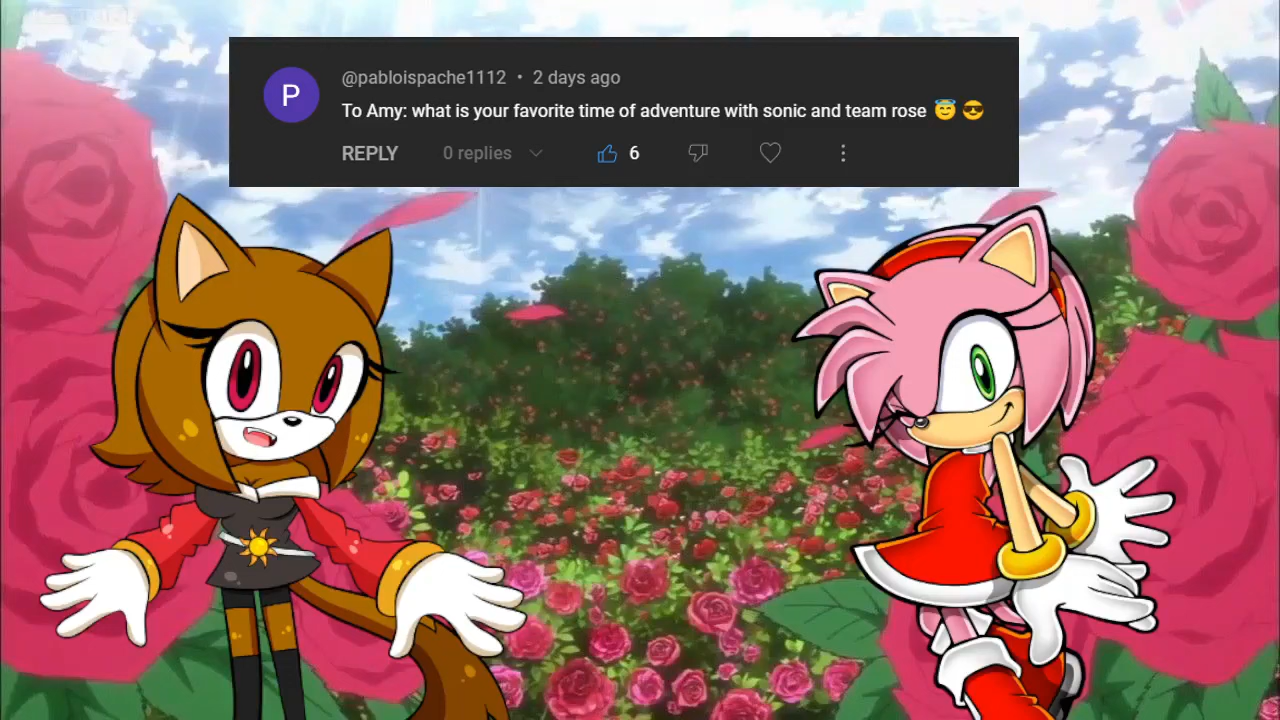 P
@pabloispache1112 • 2 days ago
To Amy: what is your favorite time of adventure with sonic and team rose 😇 😎
REPLY 0 replies 6